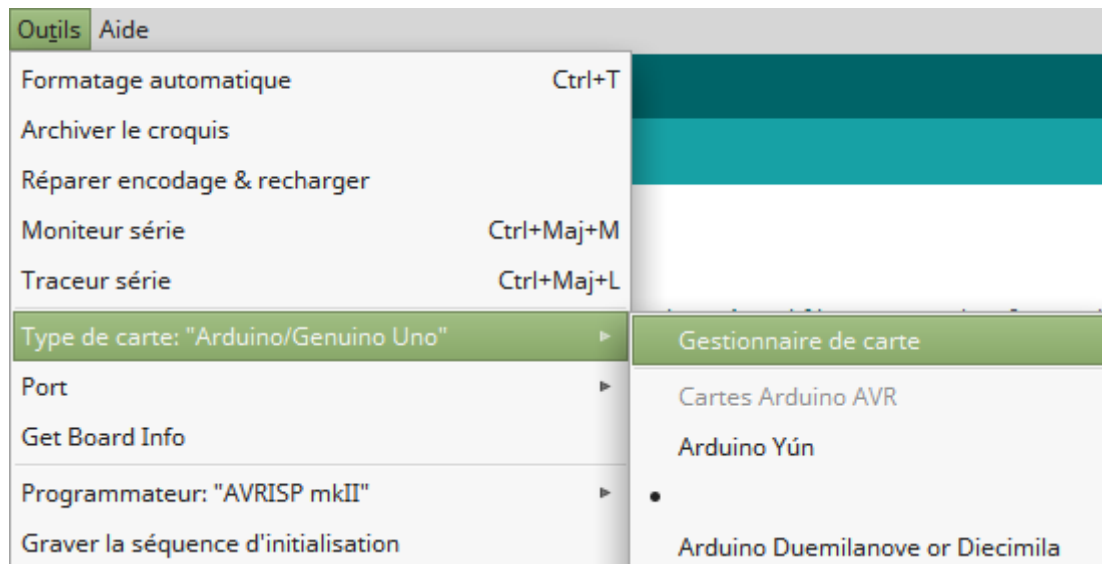 Outils Aide
Formatage automatique Ctrl+T
Archiver le croquis
Réparer encodage & recharger
Moniteur série Ctrl+Maj+M
Traceur série Ctrl+Maj+L
Type de carte: "Arduino/Genuino Uno"
Port
Get Board Info
Programmateur: "AVRISP mkII"
Graver la séquence d'initialisation
Gestionnaire de carte
Cartes Arduino AVR
Arduino Yún
Arduino Duemilanove or Diecimila